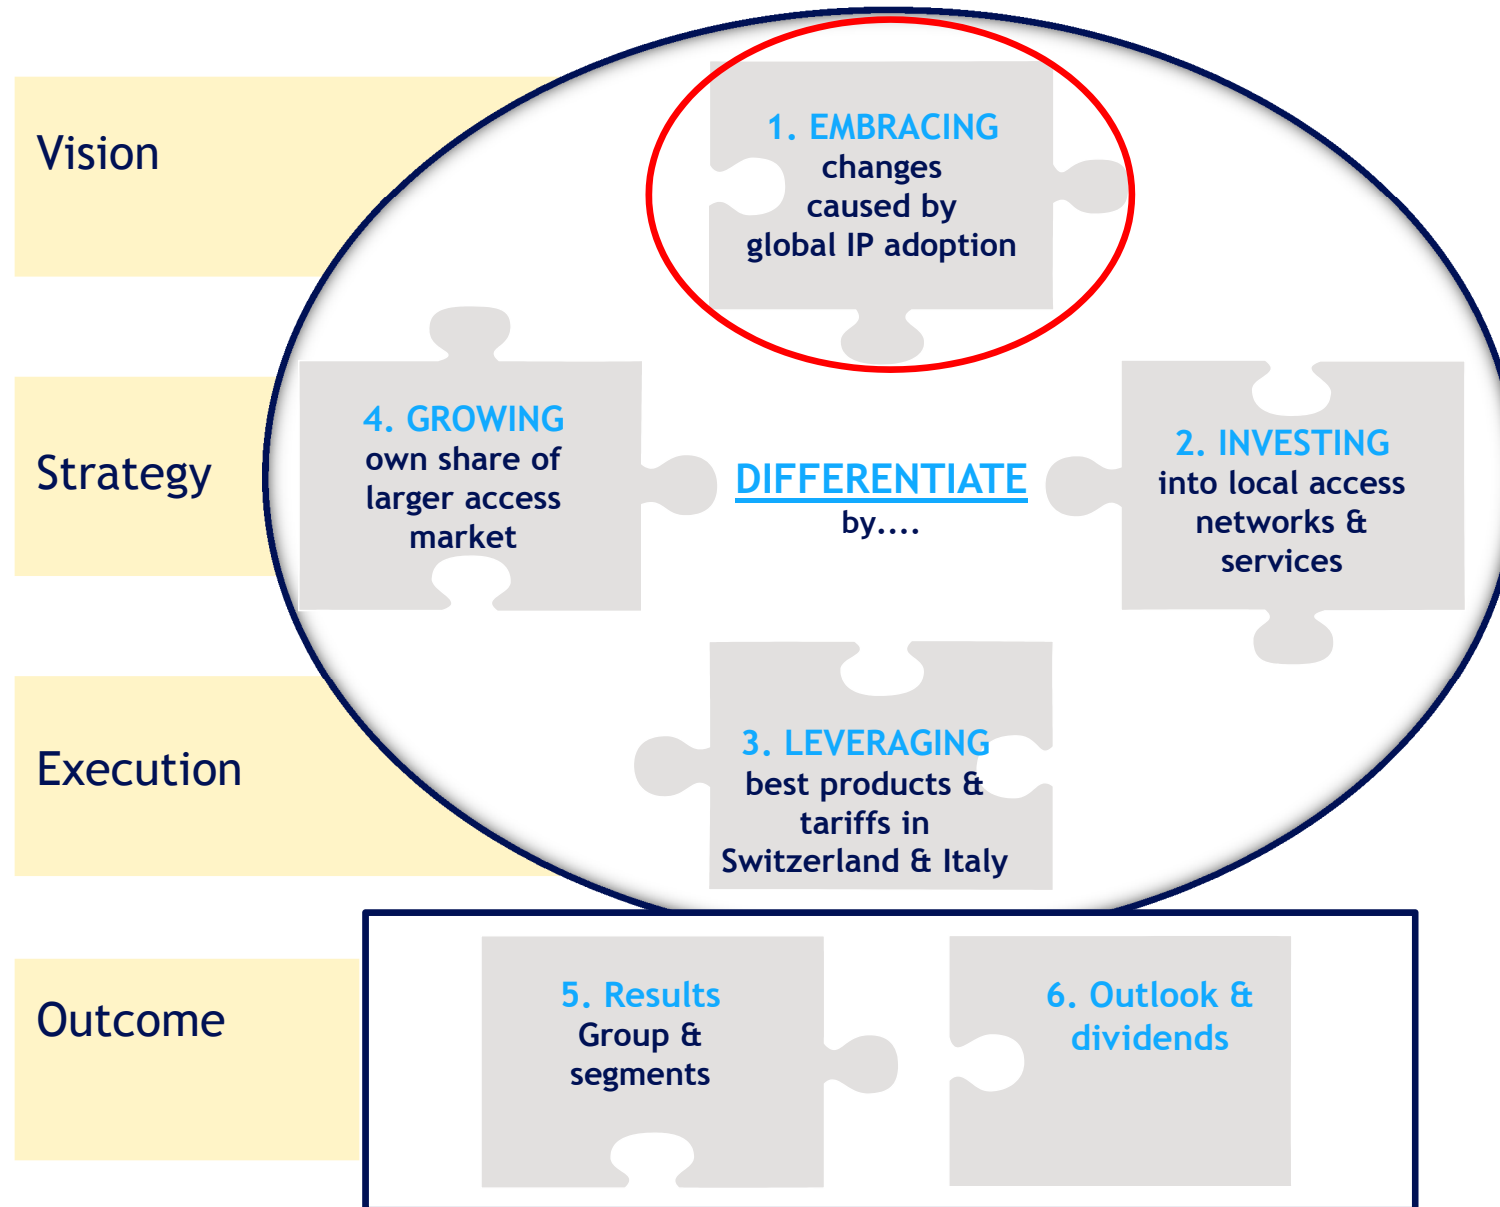 Vision
1. EMBRACING
changes
caused by
global IP adoption
Strategy
4. GROWING
own share of
larger access
market
DIFFERENTIATE
by....
2. INVESTING
into local access
networks &
services
Execution
3. LEVERAGING
best products &
tariffs in
Switzerland & Italy
Outcome
5. Results
Group &
segments
6. Outlook &
dividends